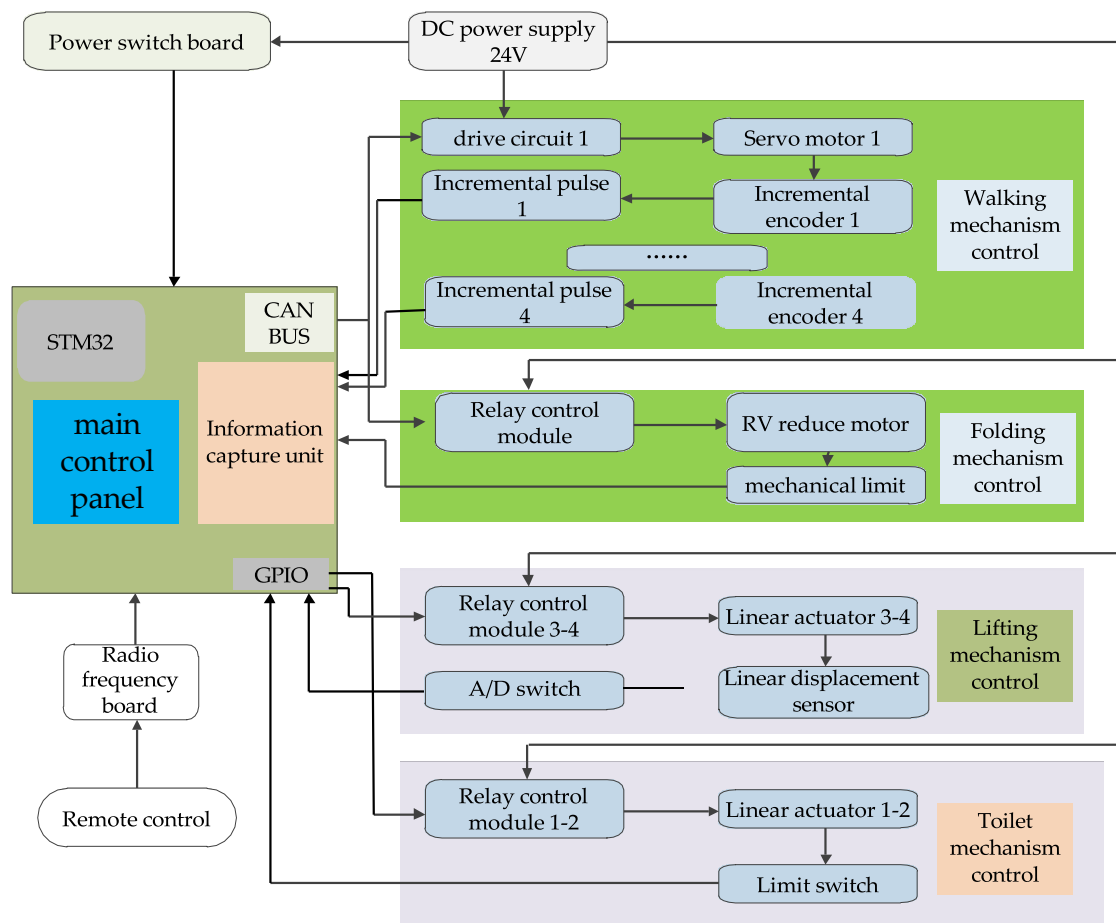 Power switch board
DC power supply
24V
drive circuit 1
Servo motor 1
Incremental pulse
1
Incremental
encoder 1
Walking
mechanism
control
······
Incremental pulse
4
Incremental
encoder 4
CAN
BUS
STM32
main
control
panel
Information
capture unit
GPIO
Relay control
module
RV reduce motor
mechanical limit
Folding
mechanism
control
Relay control
module 3-4
Linear actuator 3-4
A/D switch
Linear displacement
sensor
Lifting
mechanism
control
Radio
frequency
board
Remote control
Relay control
module 1-2
Linear actuator 1-2
Limit switch
Toilet
mechanism
control